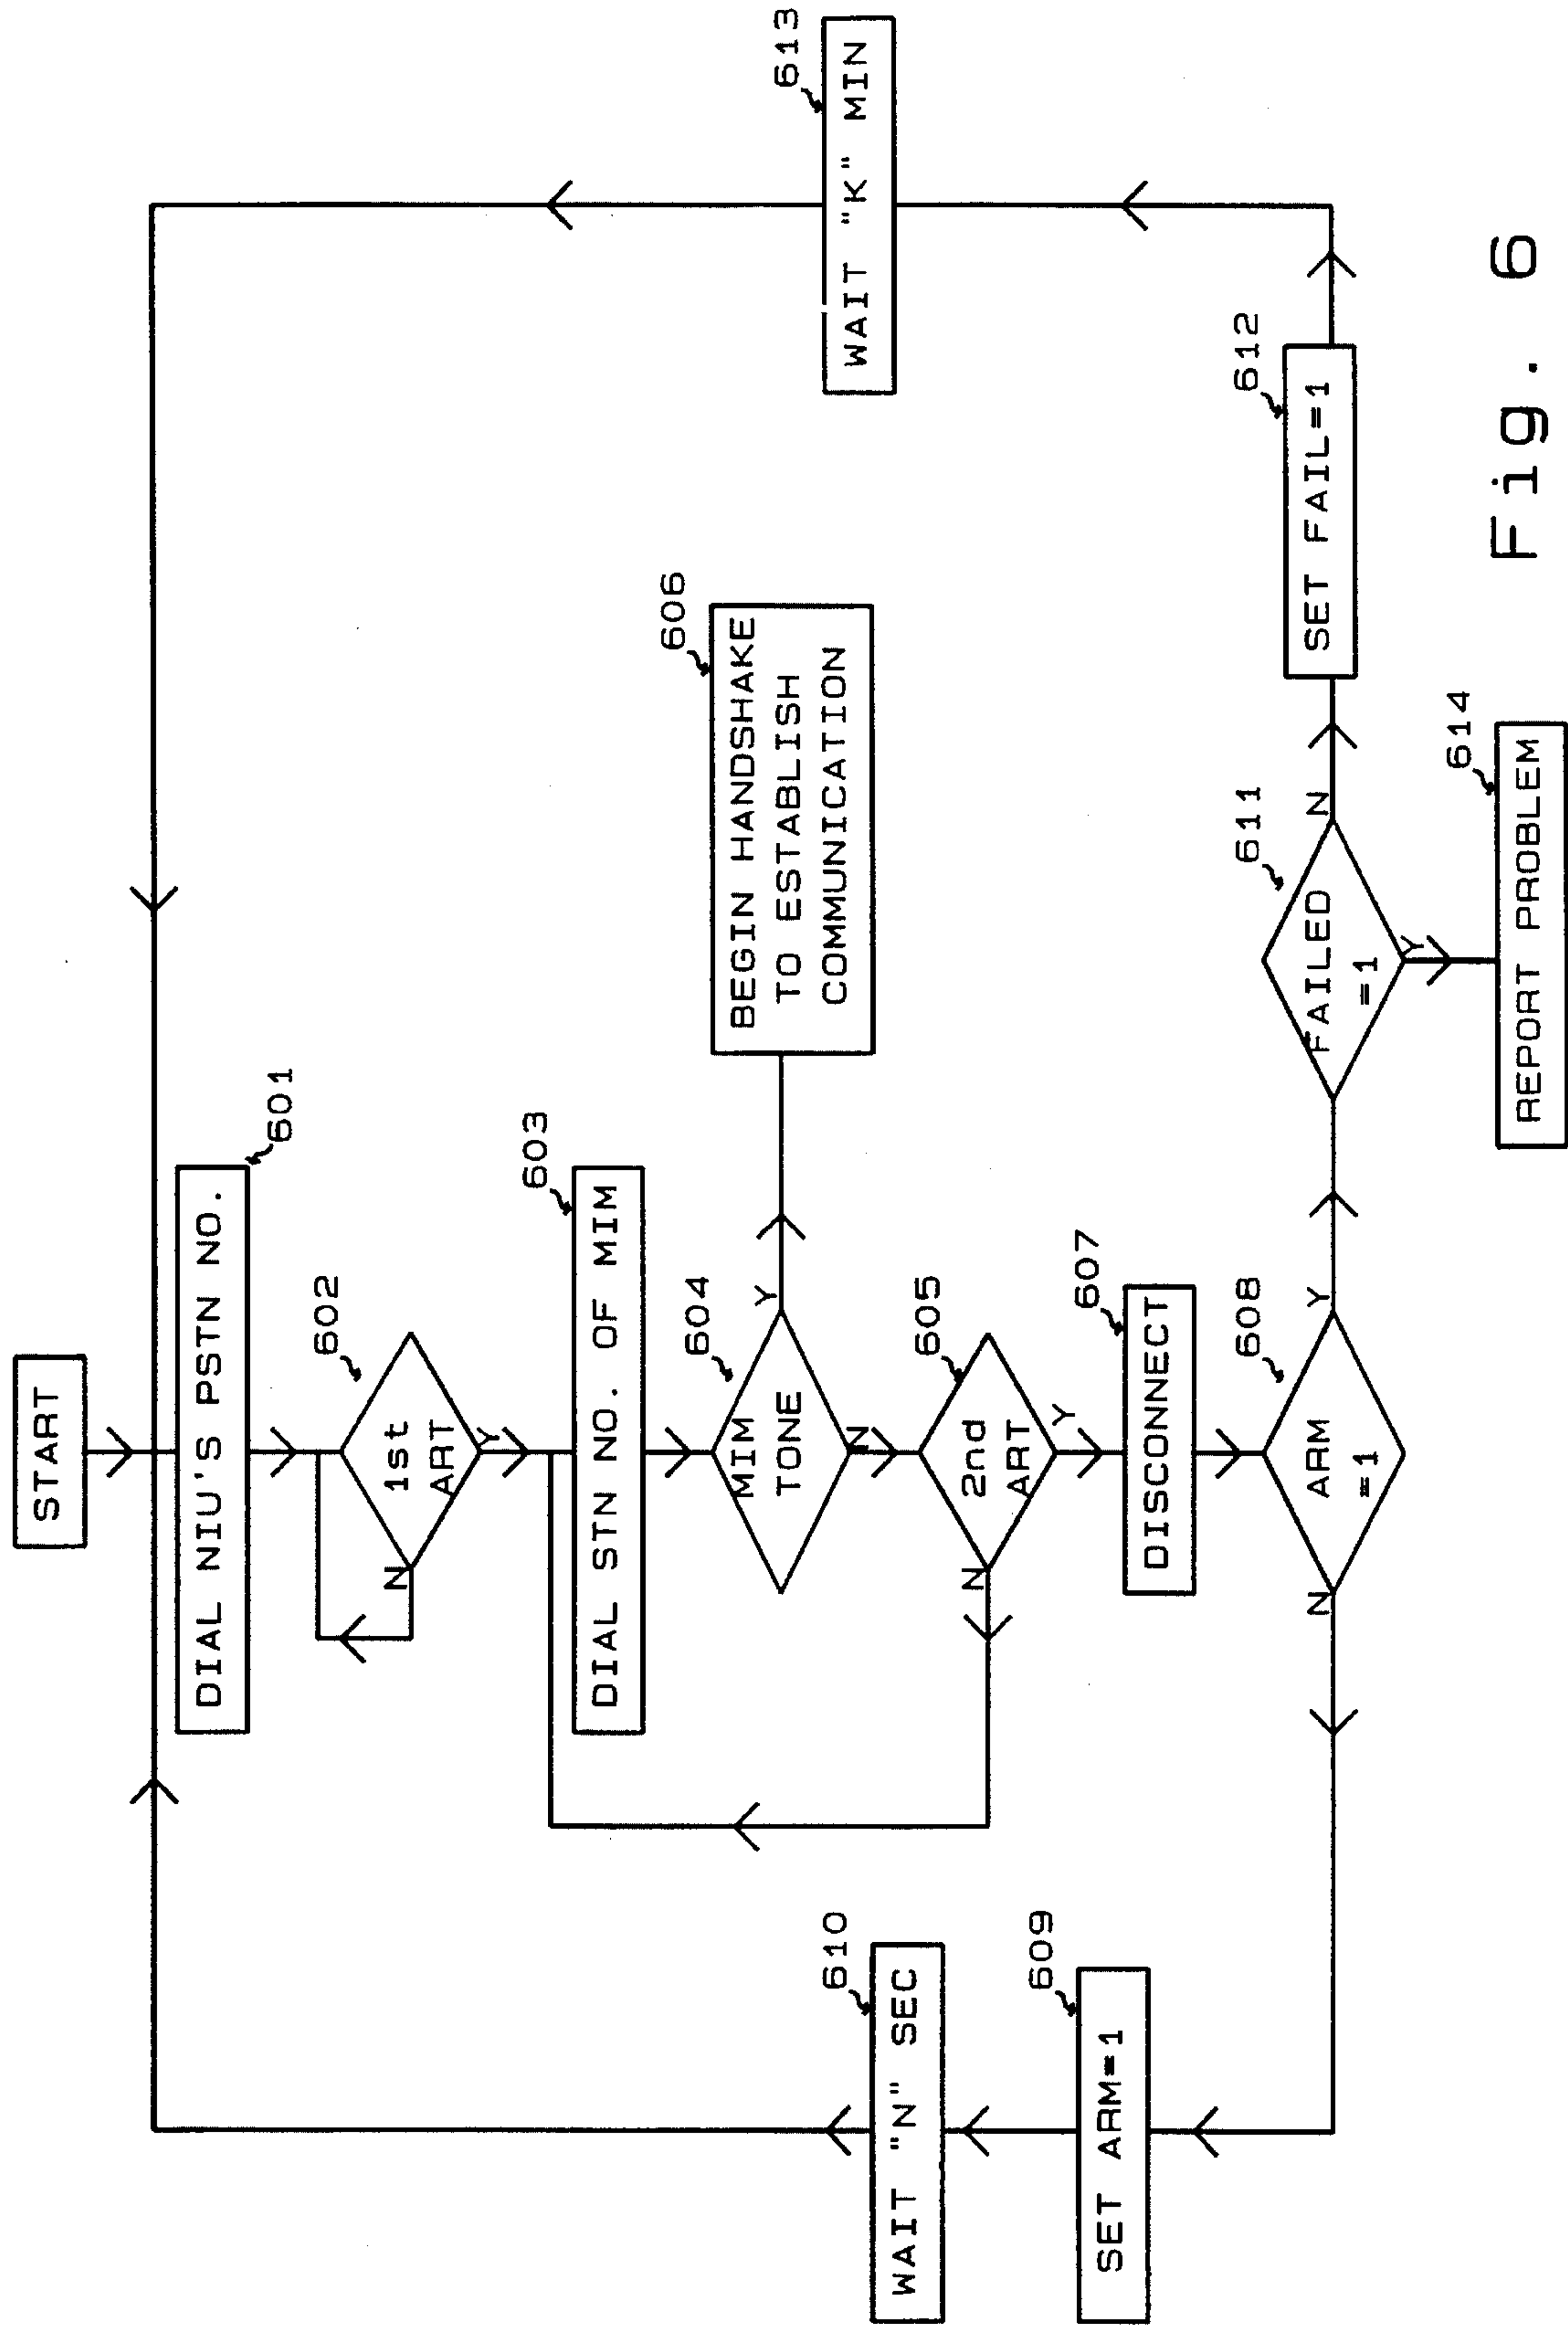 START
DIAL NIU'S PSTN NO.
601
1st
ART
602
N
Y
DIAL STN NO. OF MIM
603
MIM
TONE
604
Y
N
BEGIN HANDSHAKE
TO ESTABLISH
COMMUNICATION
606
2nd
ART
605
N
Y
DISCONNECT
607
ARM
=1
608
N
Y
SET ARM=1
609
WAIT "N" SEC
610
FAILED
=1
611
N
Y
SET FAIL=1
612
WAIT "K" MIN
613
REPORT PROBLEM
614
Fig. 6